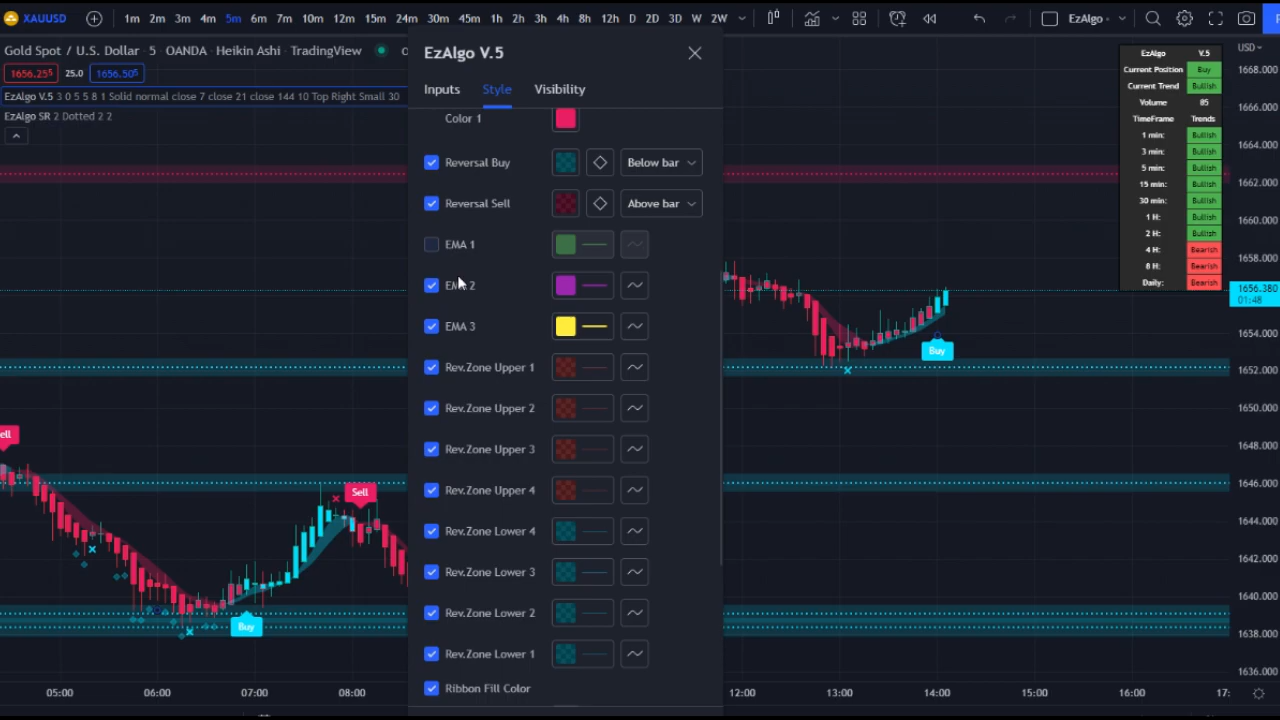 XAUUSD 1m 2m 3m 4m 5m 6m 7m 10m 12m 15m 24m 30m 45m 1h 2h 3h 4h 8h 12h D 2D 3D W 2W EzAlgo
Gold Spot / U.S. Dollar · 5 · OANDA · Heikin Ashi · TradingView
1656.255 25.0 1656.505
EzAlgo V.5 3 0 5 5 8 1 Solid normal close 7 close 21 close 144 10 Top Right Small 30
EzAlgo SR 2 Dotted 2 2
EzAlgo V.5
Inputs Style Visibility
Color 1
Reversal Buy Below bar
Reversal Sell Above bar
EMA 1
EMA 3
Rev.Zone Upper 1
Rev.Zone Upper 2
Rev.Zone Upper 3
Rev.Zone Upper 4
Rev.Zone Lower 4
Rev.Zone Lower 3
Rev.Zone Lower 2
Rev.Zone Lower 1
Ribbon Fill Color
Sell
Buy
Buy
EzAlgo V.5
Current Position Buy
Current Trend Bullish
Volume 85
TimeFrame Trends
1 min: Bullish
3 min: Bullish
5 min: Bullish
15 min: Bullish
30 min: Bullish
1 H: Bullish
2 H: Bullish
4 H: Bearish
8 H: Bearish
Daily: Bearish
USD
1668.000
1666.000
1664.000
1662.000
1660.000
1658.000
1656.380
01:48
1654.000
1652.000
1650.000
1648.000
1646.000
1644.000
1642.000
1640.000
1638.000
1636.000
05:00 06:00 07:00 08:00 12:00 13:00 14:00 15:00 16:00 17: